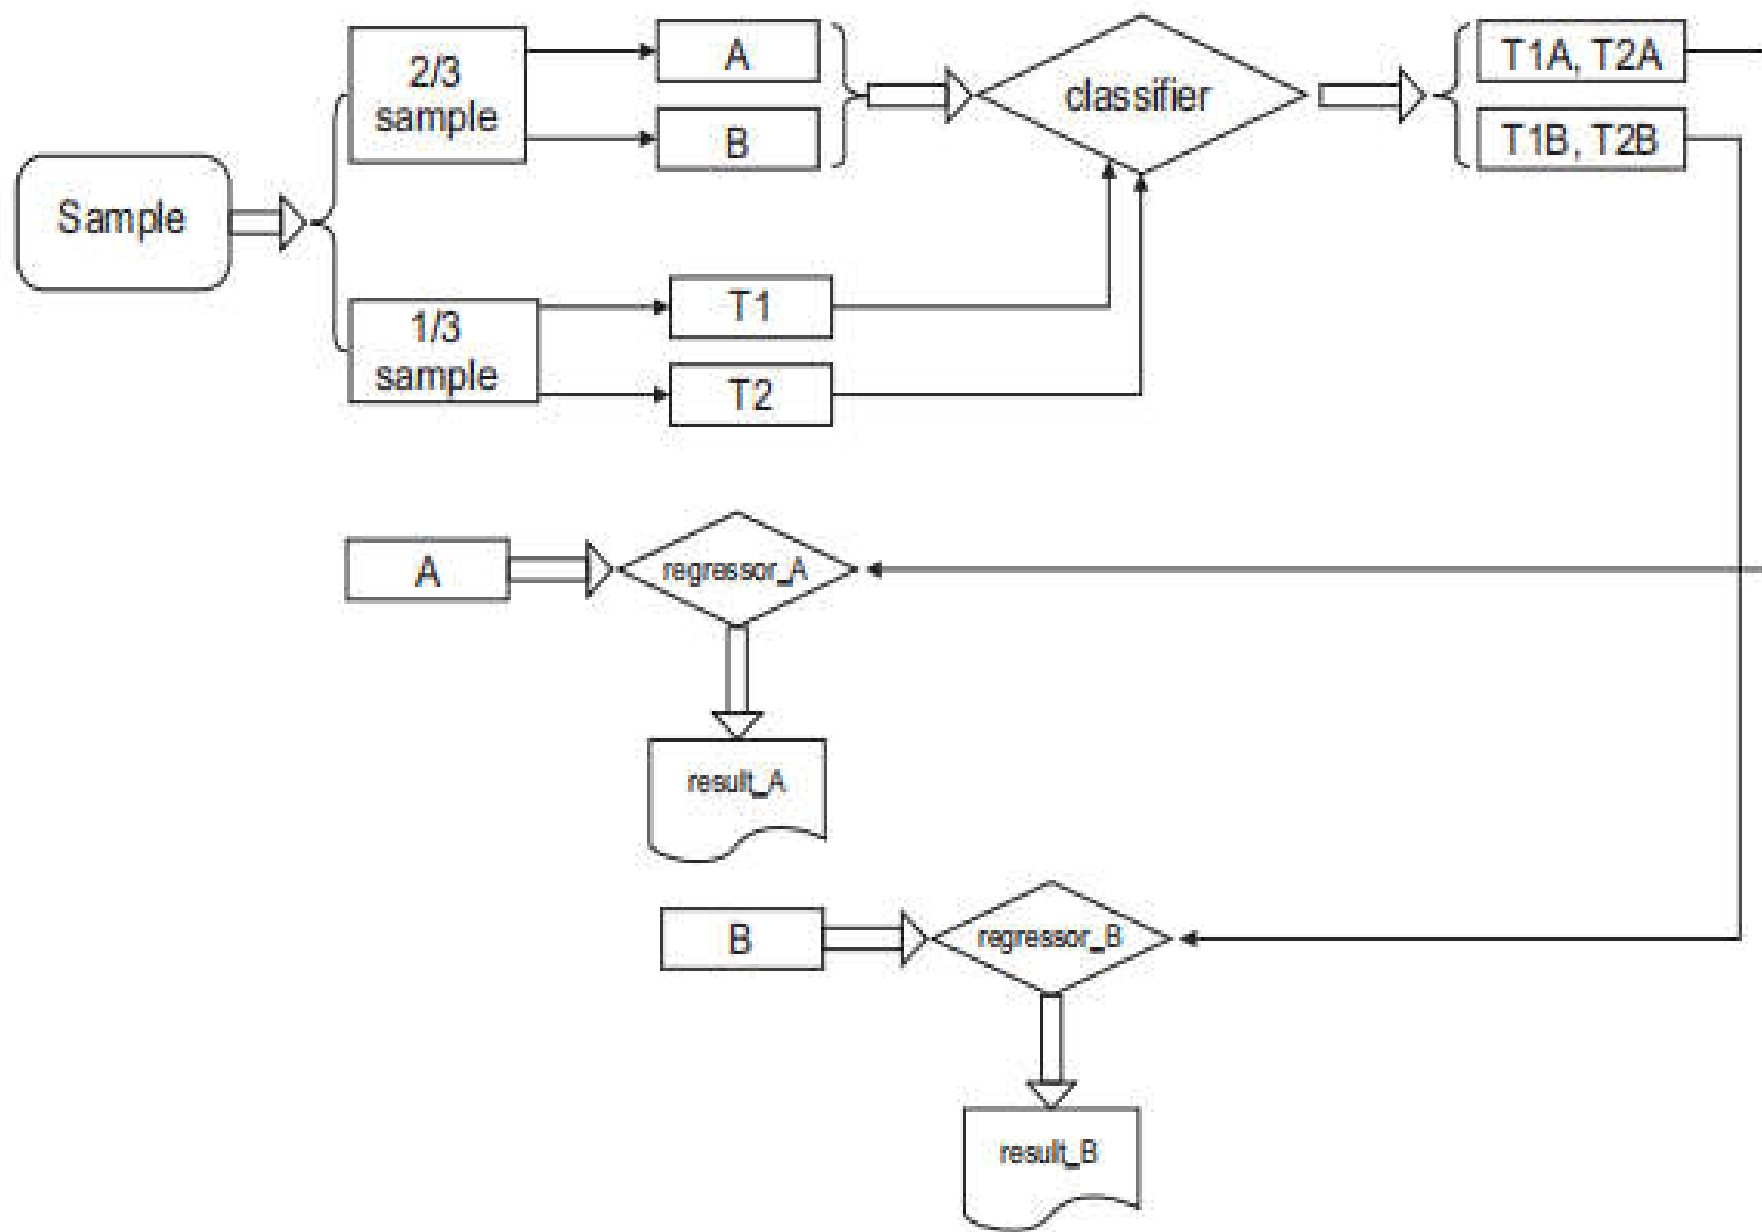 2/3
sample
A
B
classifier
T1A, T2A
T1B, T2B
Sample
1/3
sample
T1
T2
A
regressor_A
result_A
B
regressor_B
result_B